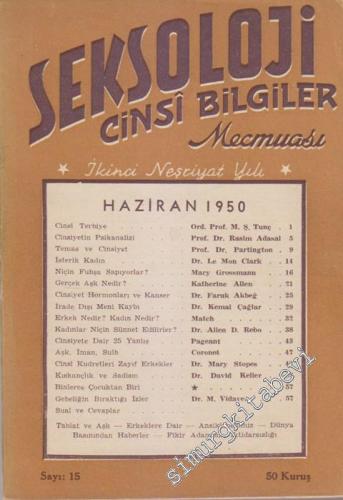 SEKSOLOJİ
CİNSÎ BİLGİLER
Mecmuası
★ İkinci Neşriyat Yılı ★
HAZİRAN 1950
Cinsî Terbiye . . . . Ord. Prof. M. Ş. Tunç . 1
Cinsiyetin Psikanalizi . . Prof. Dr. Rasim Adasal 5
Temas ve Cinsiyet . . . Prof. Dr. Partington . 9
İsterik Kadın . . . . Dr. Le Mon Clark . . 14
Niçin Fuhşa Sapıyorlar? . . Mary Grossmann . . 16
Gerçek Aşk Nedir? . . . Katherine Allen . . 21
Cinsiyet Hormonları ve Kanser Dr. Faruk Akbeğ . . 25
İrade Dışı Meni Kaybı . . Dr. Kemal Çağlar . . 29
Erkek Nedir? Kadın Nedir? . Match . . . . 32
Kadınlar Niçin Sünnet Edilirler? Dr. Allen D. Rebo . . 38
Cinsiyete Dair 25 Yanlış . . Pageant . . . . 43
Aşk, İman, Sulh . . . Coronet . . . . 47
Cinsî Kudretleri Zayıf Erkekler Dr. Mary Stopes
Kıskançlık ve Sadizm . . Dr. David Keller
Binlerce Çocuktan Biri . . ★ . . 57
Gebeliğin Bıraktığı İzler . . Dr. M. Vidave . . 57
Sual ve Cevaplar
Tabiat ve Aşk — Erkeklere Dair — — Dünya
Basınından Haberler — Fikir
Sayı: 15
50 Kuruş
simurgkitabevi